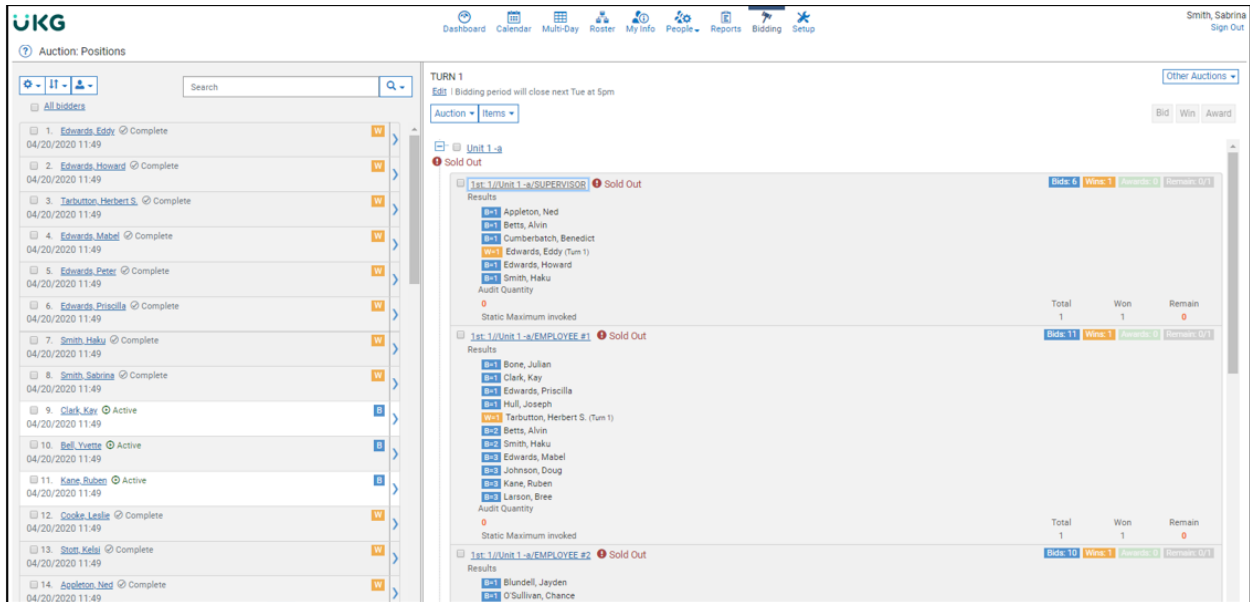 UKG
Dashboard Calendar Multi-Day Roster My Info People Reports Bidding Setup
Smith, Sabrina
Sign Out
? Auction: Positions
Search
All bidders
1. Edwards, Eddy Complete W
04/20/2020 11:49
2. Edwards, Howard Complete W
04/20/2020 11:49
3. Tarbutton, Herbert S. Complete W
04/20/2020 11:49
4. Edwards, Mabel Complete W
04/20/2020 11:49
5. Edwards, Peter Complete W
04/20/2020 11:49
6. Edwards, Priscilla Complete W
04/20/2020 11:49
7. Smith, Haku Complete W
04/20/2020 11:49
8. Smith, Sabrina Complete W
04/20/2020 11:49
9. Clark, Kay Active B
04/20/2020 11:49
10. Bell, Yvette Active B
04/20/2020 11:49
11. Kane, Ruben Active B
04/20/2020 11:49
12. Cooke, Leslie Complete W
04/20/2020 11:49
13. Stott, Kelsi Complete W
04/20/2020 11:49
14. Appleton, Ned Complete W
04/20/2020 11:49
TURN 1
Other Auctions
Edit | Bidding period will close next Tue at 5pm
Auction Items
Bid Win Award
Unit 1 -a
Sold Out
1st: 1//Unit 1 -a/SUPERVISOR Sold Out Bids: 6 Wins: 1 Awards: 0 Remain: 0/1
Results
B=1 Appleton, Ned
B=1 Betts, Alvin
B=1 Cumberbatch, Benedict
W=1 Edwards, Eddy (Turn 1)
B=1 Edwards, Howard
B=1 Smith, Haku
Audit Quantity
0 Total Won Remain
Static Maximum invoked 1 1 0
1st: 1//Unit 1 -a/EMPLOYEE #1 Sold Out Bids: 11 Wins: 1 Awards: 0 Remain: 0/1
Results
B=1 Bone, Julian
B=1 Clark, Kay
B=1 Edwards, Priscilla
B=1 Hull, Joseph
W=1 Tarbutton, Herbert S. (Turn 1)
B=2 Betts, Alvin
B=2 Smith, Haku
B=3 Edwards, Mabel
B=3 Johnson, Doug
B=3 Kane, Ruben
B=3 Larson, Bree
Audit Quantity
0 Total Won Remain
Static Maximum invoked 1 1 0
1st: 1//Unit 1 -a/EMPLOYEE #2 Sold Out Bids: 10 Wins: 1 Awards: 0 Remain: 0/1
Results
B=1 Blundell, Jayden
B=1 O'Sullivan, Chance